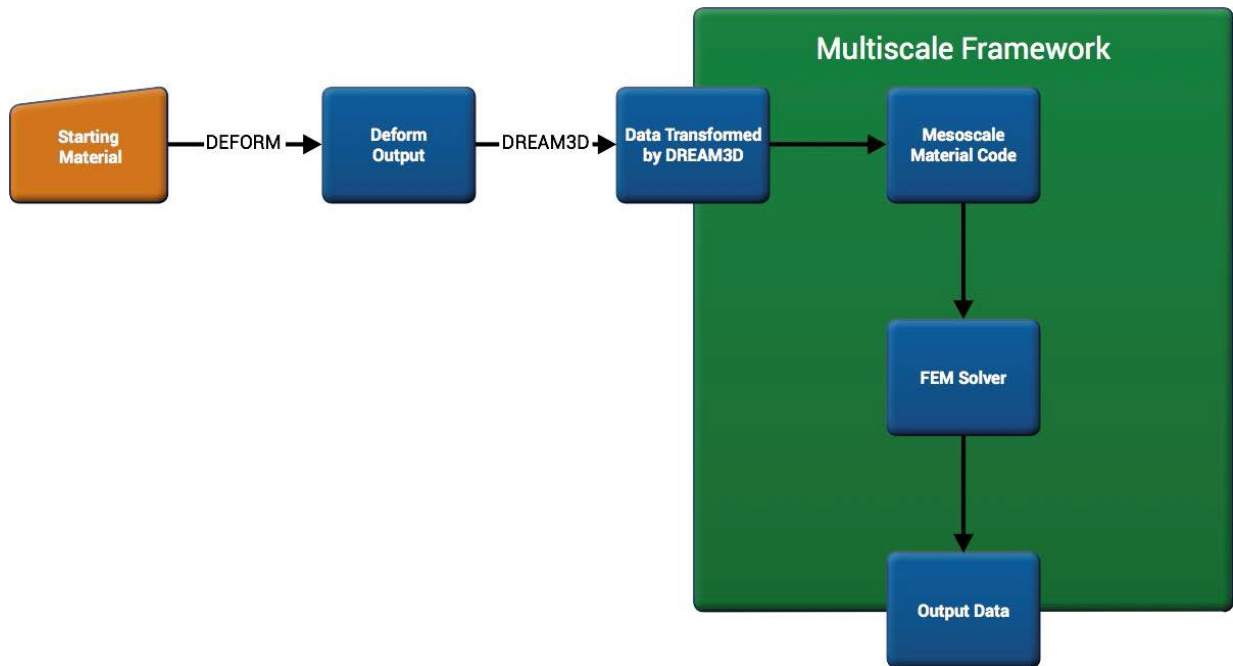 Multiscale Framework
Starting
Material
DEFORM
Deform
Output
DREAM3D
Data Transformed
by DREAM3D
Mesoscale
Material Code
FEM Solver
Output Data